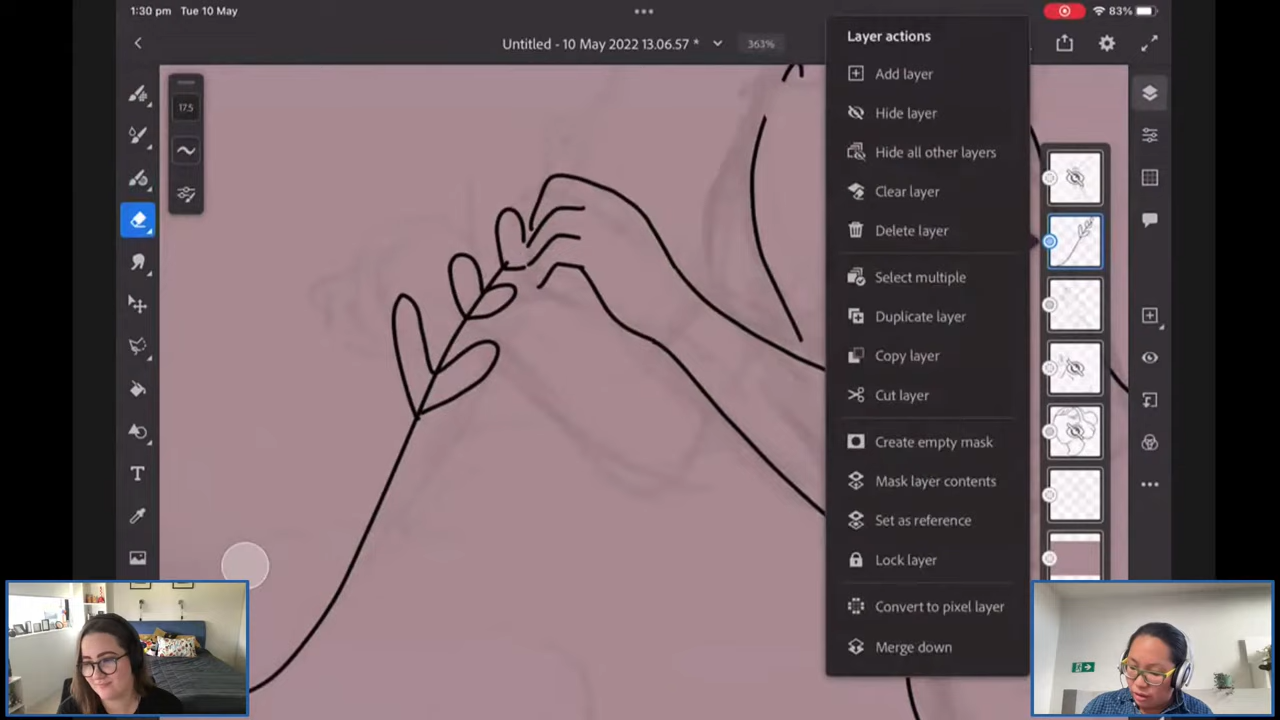 1:30 pm Tue 10 May
83%
Untitled - 10 May 2022 13.06.57 *
363%
17.5
T
Layer actions
Add layer
Hide layer
Hide all other layers
Clear layer
Delete layer
Select multiple
Duplicate layer
Copy layer
Cut layer
Create empty mask
Mask layer contents
Set as reference
Lock layer
Convert to pixel layer
Merge down